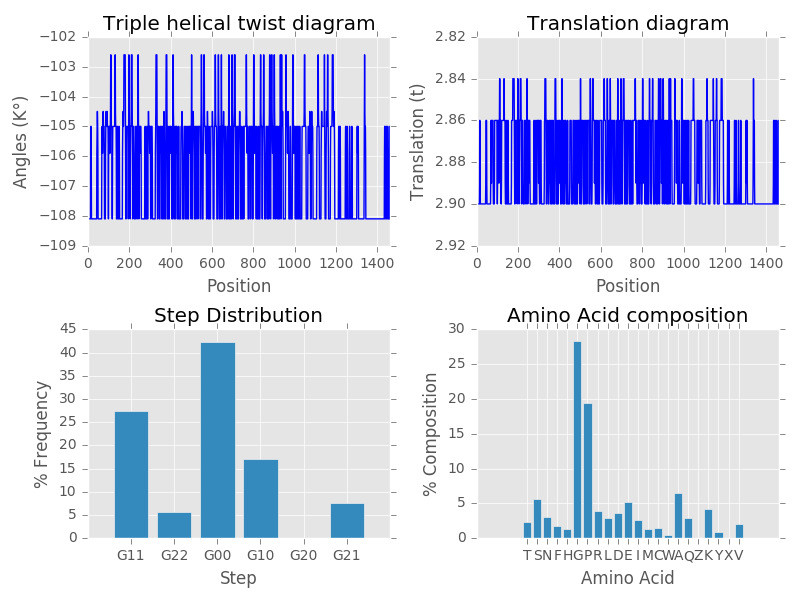 Triple helical twist diagram
Angles (K°)
−102
−103
−104
−105
−106
−107
−108
−109
0 200 400 600 800 1000 1200 1400
Position
Translation diagram
Translation (t)
2.82
2.84
2.86
2.88
2.90
2.92
0 200 400 600 800 1000 1200 1400
Position
Step Distribution
% Frequency
45
40
35
30
25
20
15
10
5
0
G11 G22 G00 G10 G20 G21
Step
Amino Acid composition
% Composition
30
25
20
15
10
5
0
T S N F H G P R L D E I M C W A Q Z K Y X V
Amino Acid